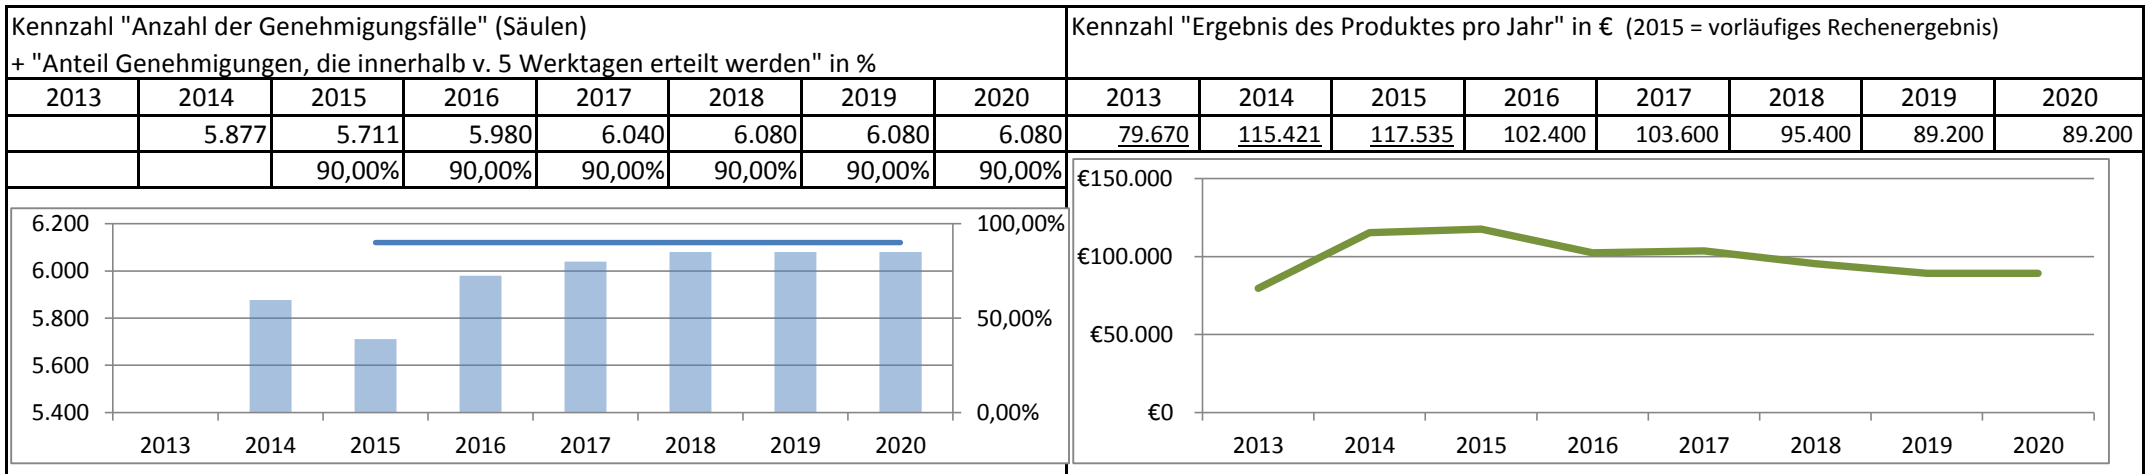 Kennzahl "Anzahl der Genehmigungsfälle" (Säulen)
+ "Anteil Genehmigungen, die innerhalb v. 5 Werktagen erteilt werden" in %
2013 2014 2015 2016 2017 2018 2019 2020
5.877 5.711 5.980 6.040 6.080 6.080 6.080
90,00% 90,00% 90,00% 90,00% 90,00% 90,00%
6.200 100,00%
6.000
5.800 50,00%
5.600
5.400 0,00%
2013 2014 2015 2016 2017 2018 2019 2020
Kennzahl "Ergebnis des Produktes pro Jahr" in € (2015 = vorläufiges Rechenergebnis)
2013 2014 2015 2016 2017 2018 2019 2020
79.670 115.421 117.535 102.400 103.600 95.400 89.200 89.200
€150.000
€100.000
€50.000
€0
2013 2014 2015 2016 2017 2018 2019 2020